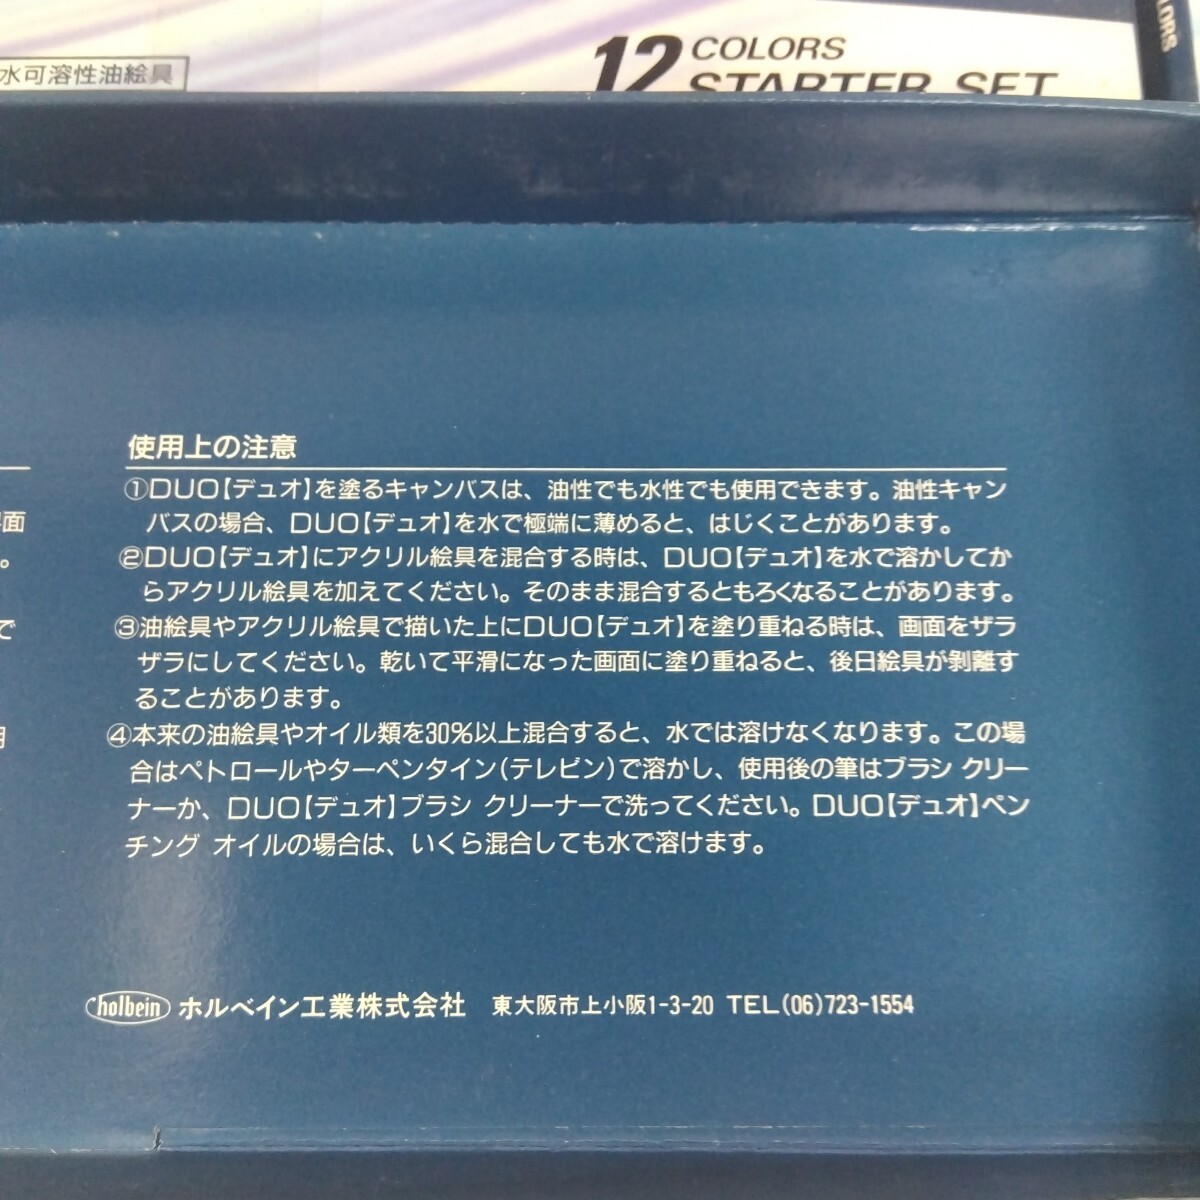 水可溶性油絵具
12 COLORS
STARTER SET
使用上の注意
①DUO【デュオ】を塗るキャンバスは、油性でも水性でも使用できます。油性キャン
バスの場合、DUO【デュオ】を水で極端に薄めると、はじくことがあります。
②DUO【デュオ】にアクリル絵具を混合する時は、DUO【デュオ】を水で溶かしてか
らアクリル絵具を加えてください。そのまま混合するともろくなることがあります。
③油絵具やアクリル絵具で描いた上にDUO【デュオ】を塗り重ねる時は、画面をザラ
ザラにしてください。乾いて平滑になった画面に塗り重ねると、後日絵具が剝離す
ることがあります。
④本来の油絵具やオイル類を30%以上混合すると、水では溶けなくなります。この場
合はペトロールやターペンタイン(テレビン)で溶かし、使用後の筆はブラシ クリー
ナーか、DUO【デュオ】ブラシ クリーナーで洗ってください。DUO【デュオ】ペン
チング オイルの場合は、いくら混合しても水で溶けます。
holbein ホルベイン工業株式会社 東大阪市上小阪1-3-20 TEL(06)723-1554